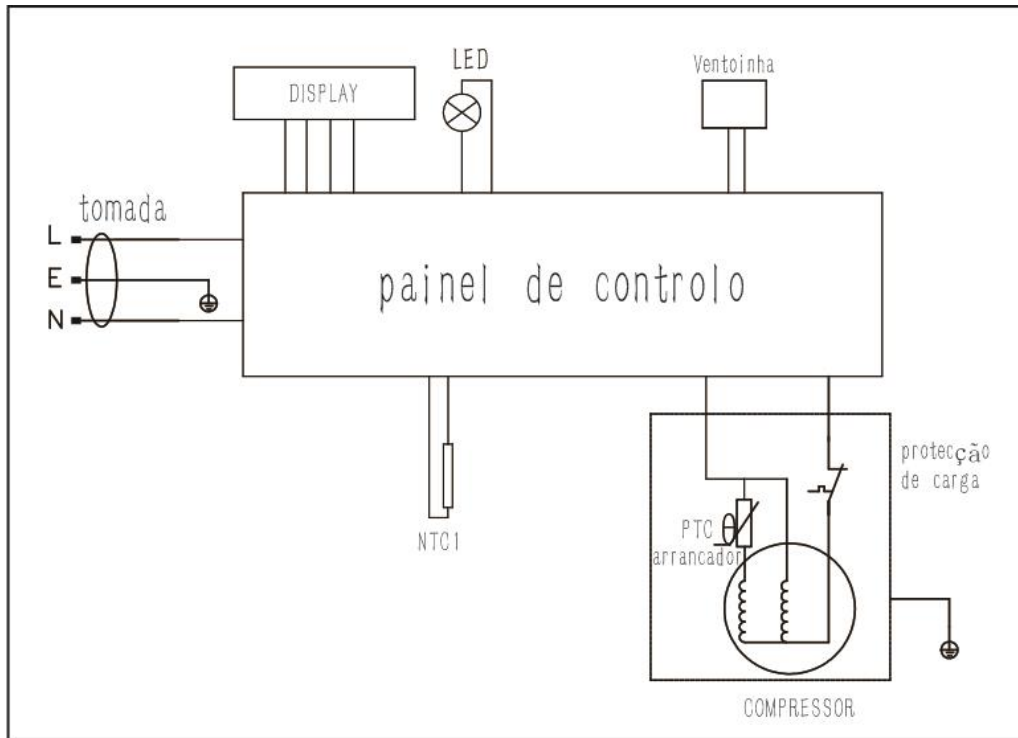 LED
Ventoinha
DISPLAY
tomada
L
E
N
painel de controlo
protecção
de carga
PTC
arrancador
NTC1
COMPRESSOR